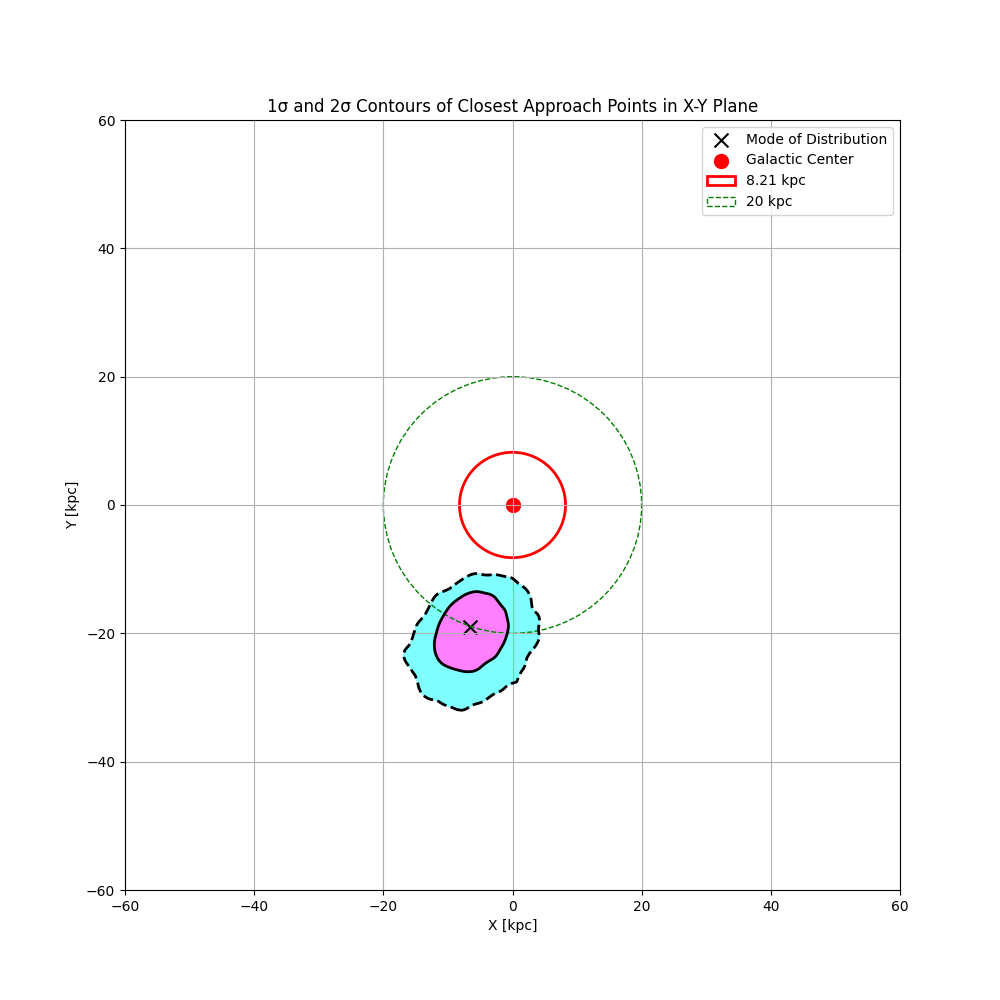 1σ and 2σ Contours of Closest Approach Points in X-Y Plane
Mode of Distribution
Galactic Center
8.21 kpc
20 kpc
60
40
20
0
−20
−40
−60
Y [kpc]
−60 −40 −20 0 20 40 60
X [kpc]